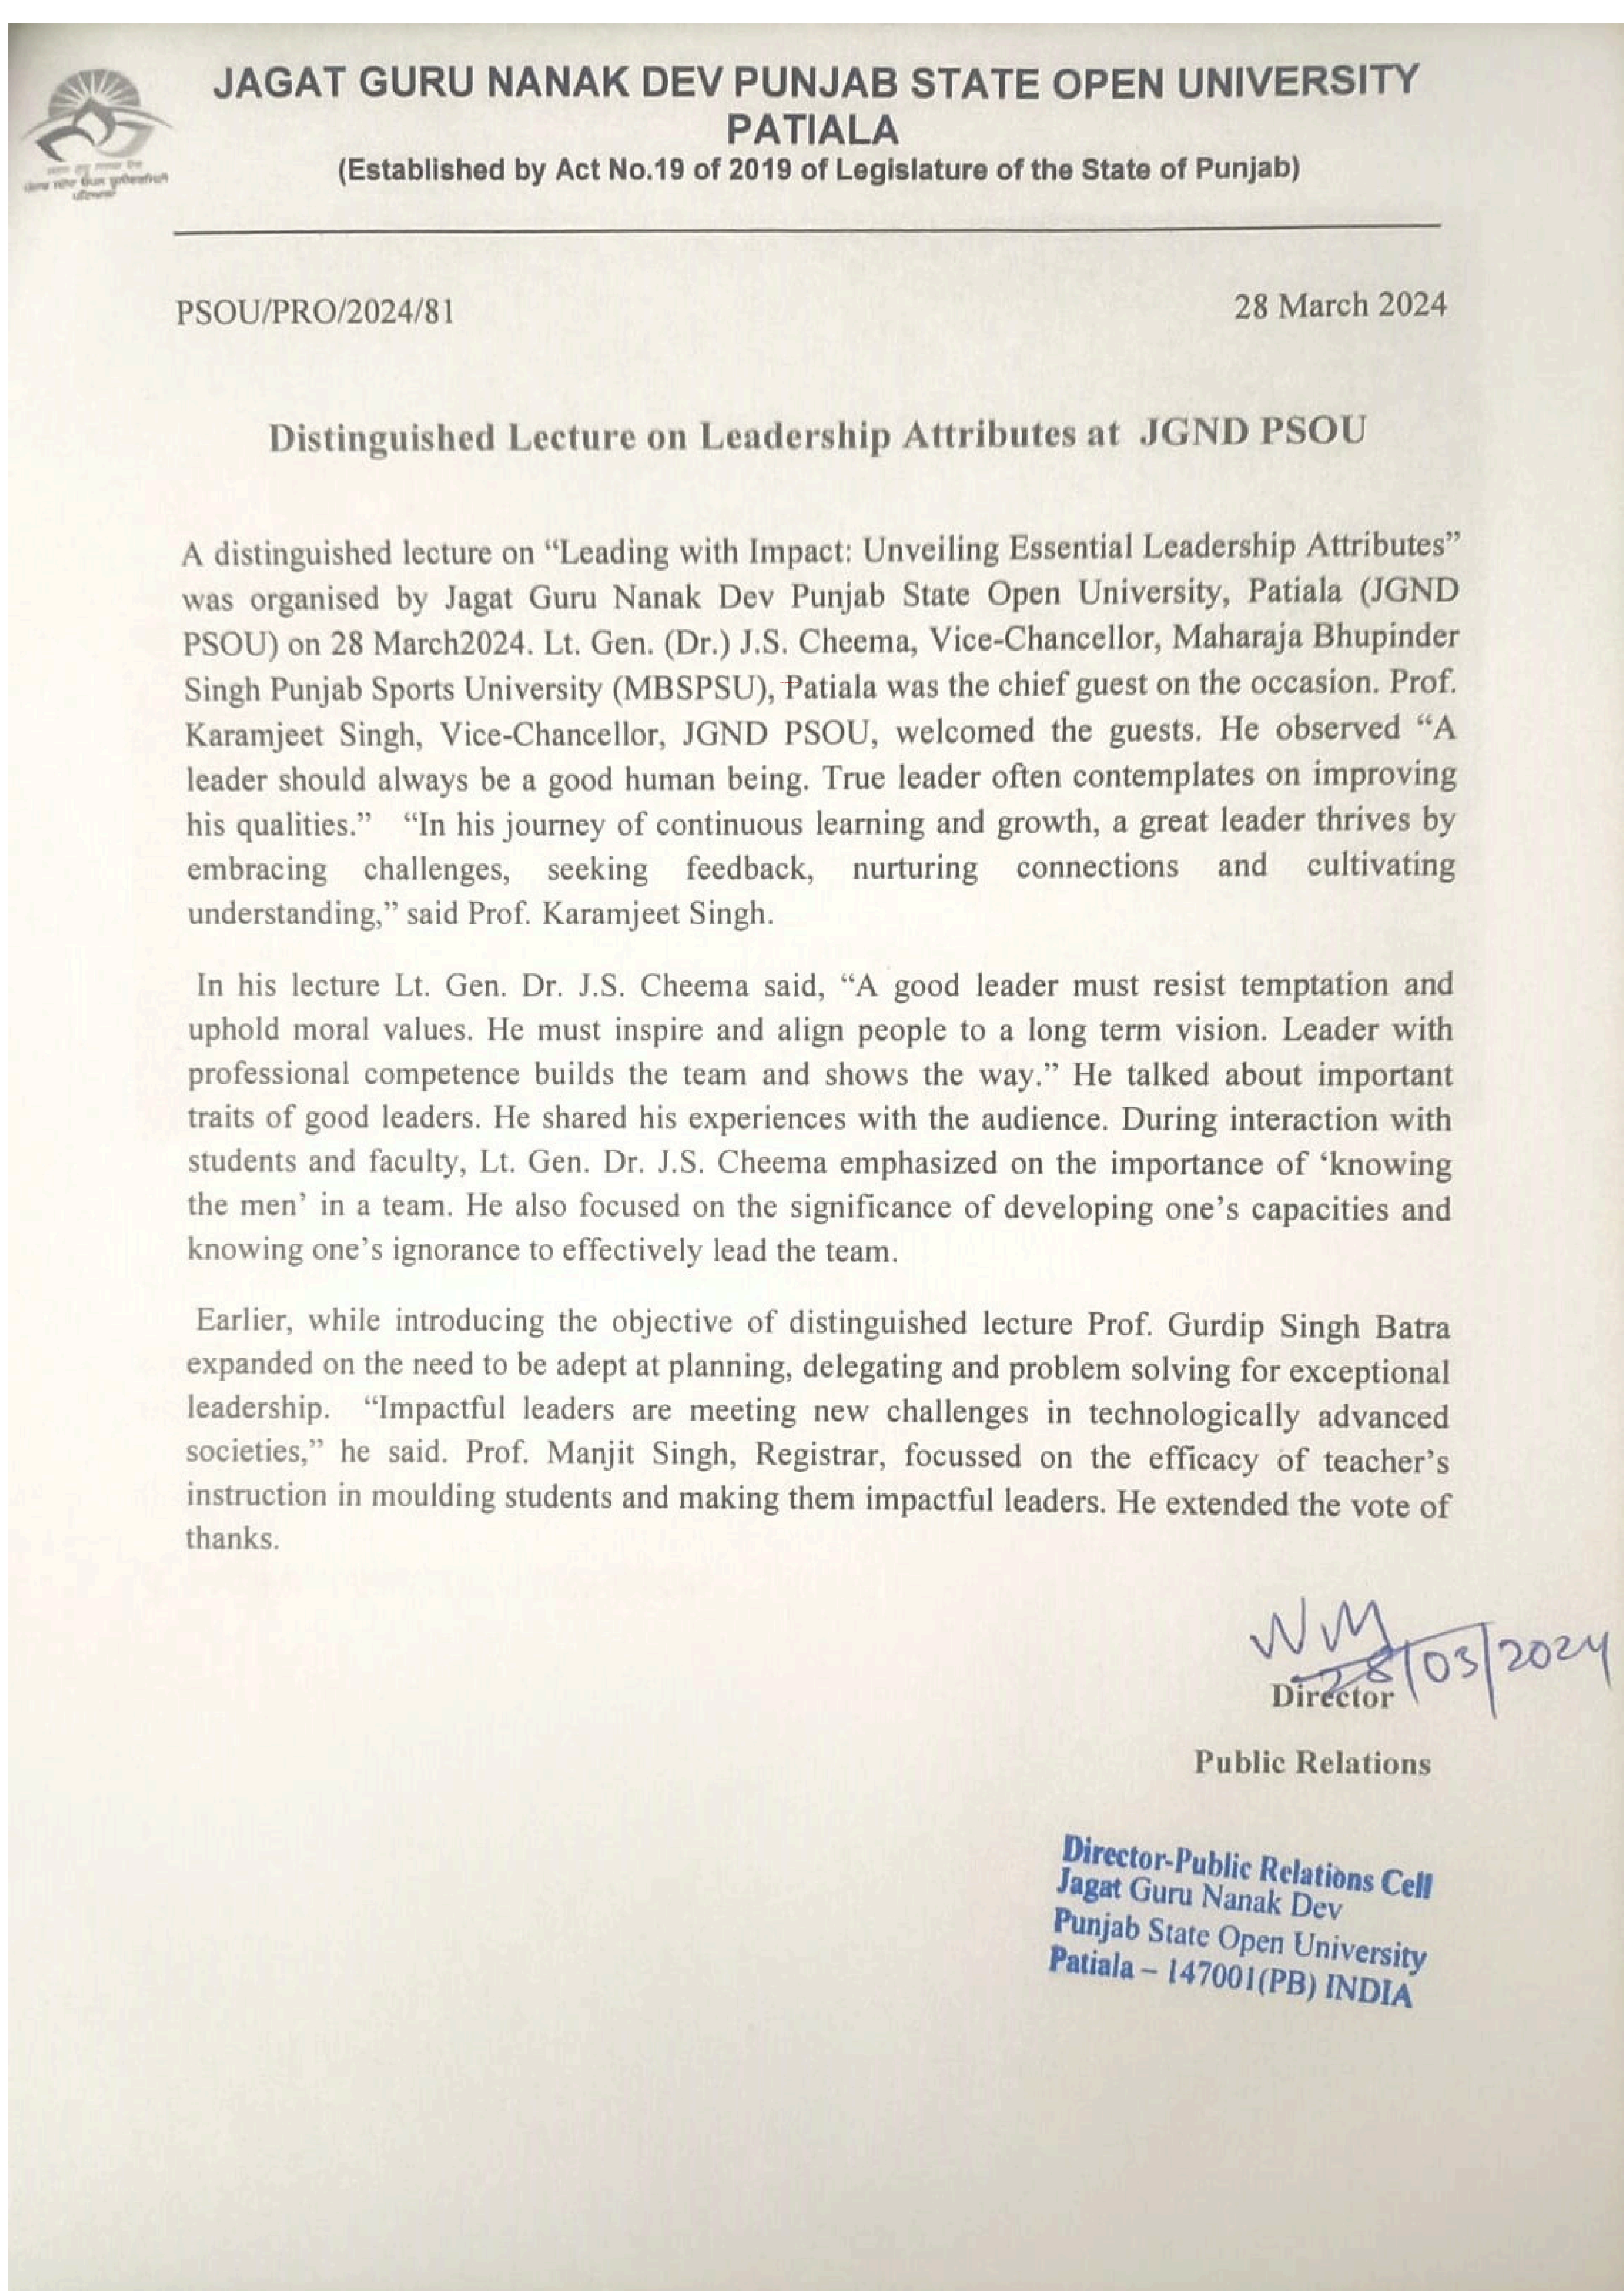 JAGAT GURU NANAK DEV PUNJAB STATE OPEN UNIVERSITY
PATIALA
(Established by Act No.19 of 2019 of Legislature of the State of Punjab)
PSOU/PRO/2024/81
28 March 2024
Distinguished Lecture on Leadership Attributes at JGND PSOU
A distinguished lecture on “Leading with Impact: Unveiling Essential Leadership Attributes”
was organised by Jagat Guru Nanak Dev Punjab State Open University, Patiala (JGND
PSOU) on 28 March2024. Lt. Gen. (Dr.) J.S. Cheema, Vice-Chancellor, Maharaja Bhupinder
Singh Punjab Sports University (MBSPSU), Patiala was the chief guest on the occasion. Prof.
Karamjeet Singh, Vice-Chancellor, JGND PSOU, welcomed the guests. He observed “A
leader should always be a good human being. True leader often contemplates on improving
his qualities.” “In his journey of continuous learning and growth, a great leader thrives by
embracing challenges, seeking feedback, nurturing connections and cultivating
understanding,” said Prof. Karamjeet Singh.
In his lecture Lt. Gen. Dr. J.S. Cheema said, “A good leader must resist temptation and
uphold moral values. He must inspire and align people to a long term vision. Leader with
professional competence builds the team and shows the way.” He talked about important
traits of good leaders. He shared his experiences with the audience. During interaction with
students and faculty, Lt. Gen. Dr. J.S. Cheema emphasized on the importance of ‘knowing
the men’ in a team. He also focused on the significance of developing one’s capacities and
knowing one’s ignorance to effectively lead the team.
Earlier, while introducing the objective of distinguished lecture Prof. Gurdip Singh Batra
expanded on the need to be adept at planning, delegating and problem solving for exceptional
leadership. “Impactful leaders are meeting new challenges in technologically advanced
societies,” he said. Prof. Manjit Singh, Registrar, focussed on the efficacy of teacher’s
instruction in moulding students and making them impactful leaders. He extended the vote of
thanks.
28/03/2024
Director
Public Relations
Director-Public Relations Cell
Jagat Guru Nanak Dev
Punjab State Open University
Patiala – 147001(PB) INDIA